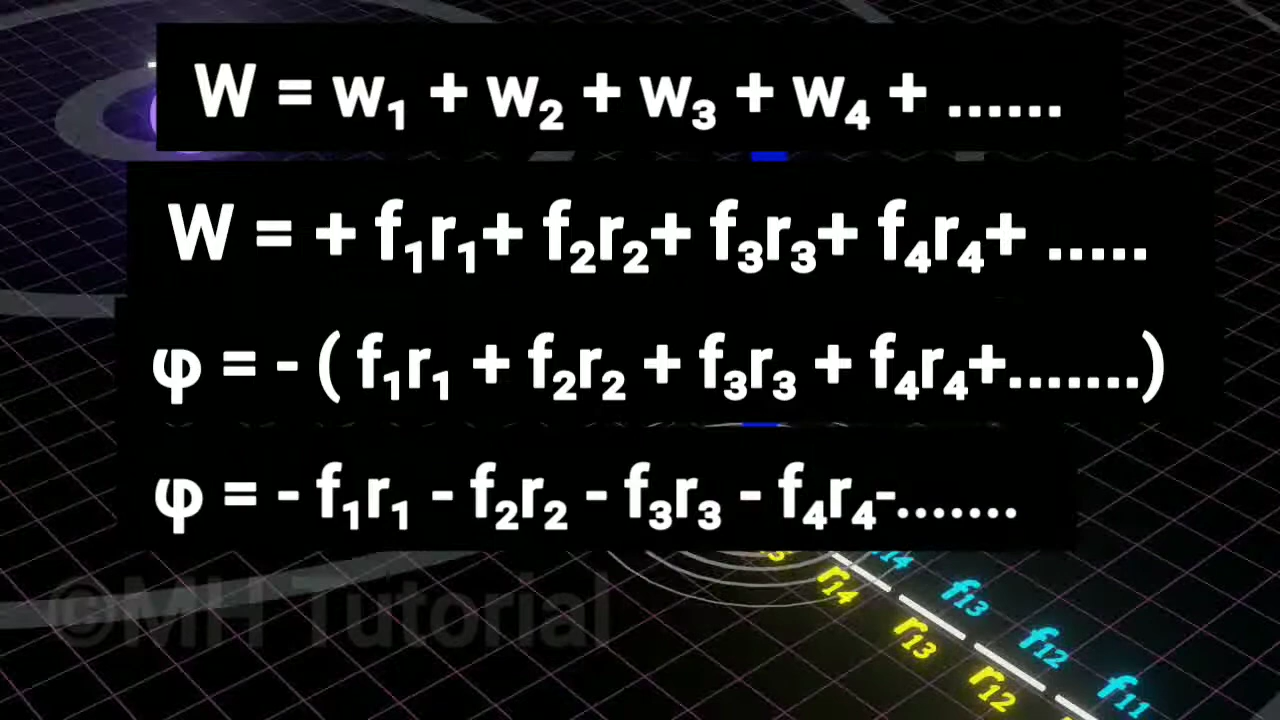 W = w₁ + w₂ + w₃ + w₄ + ......
W = + f₁r₁+ f₂r₂+ f₃r₃+ f₄r₄+ .....
φ = - ( f₁r₁ + f₂r₂ + f₃r₃ + f₄r₄+.......)
φ = - f₁r₁ - f₂r₂ - f₃r₃ - f₄r₄-.......
©MH Tutorial
r₁₄ f₁₃
r₁₃ f₁₂
r₁₂ f₁₁